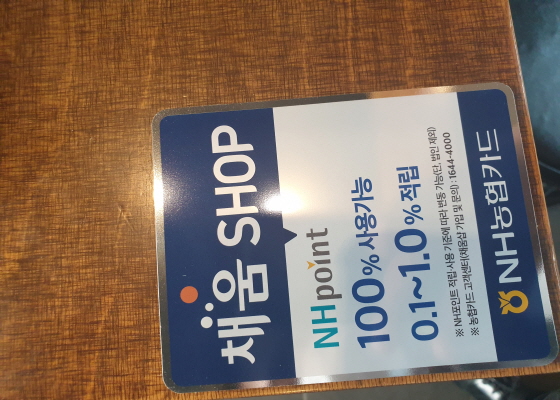 채움 SHOP
NHpoint
100% 사용가능
0.1~1.0% 적립
※ NH포인트 적립·사용 기준에 따라 변동 가능(단, 법인 제외)
※ 농협카드 고객센터(채움샵 가입 및 문의) : 1644-4000
NH농협카드